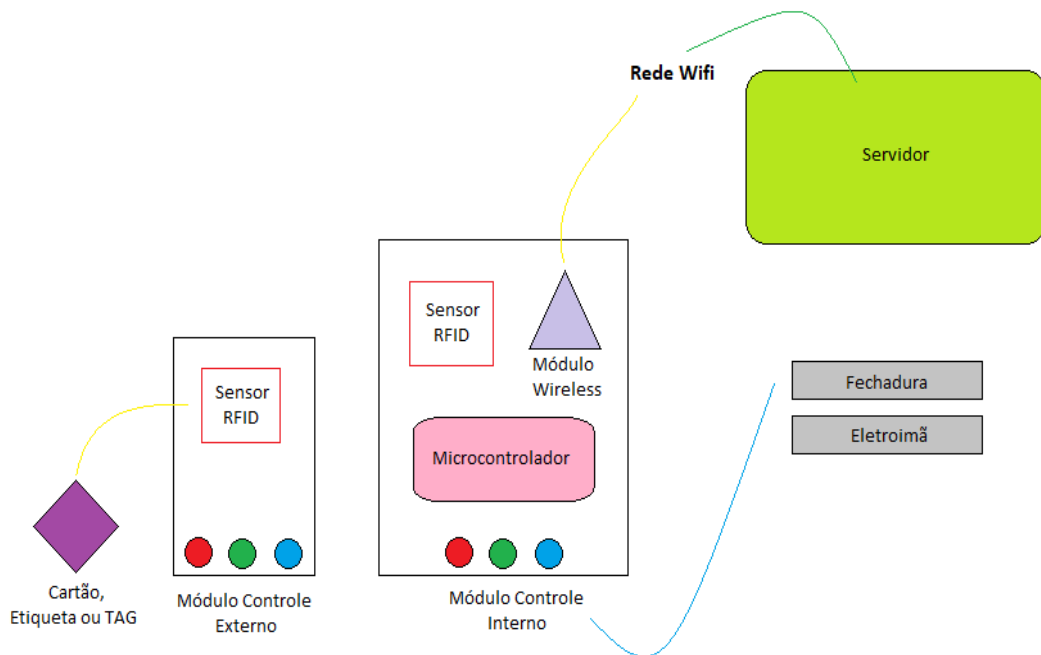 Rede Wifi
Servidor
Sensor
RFID
Módulo
Wireless
Sensor
RFID
Fechadura
Eletroimã
Microcontrolador
Cartão,
Etiqueta ou TAG
Módulo Controle
Externo
Módulo Controle
Interno